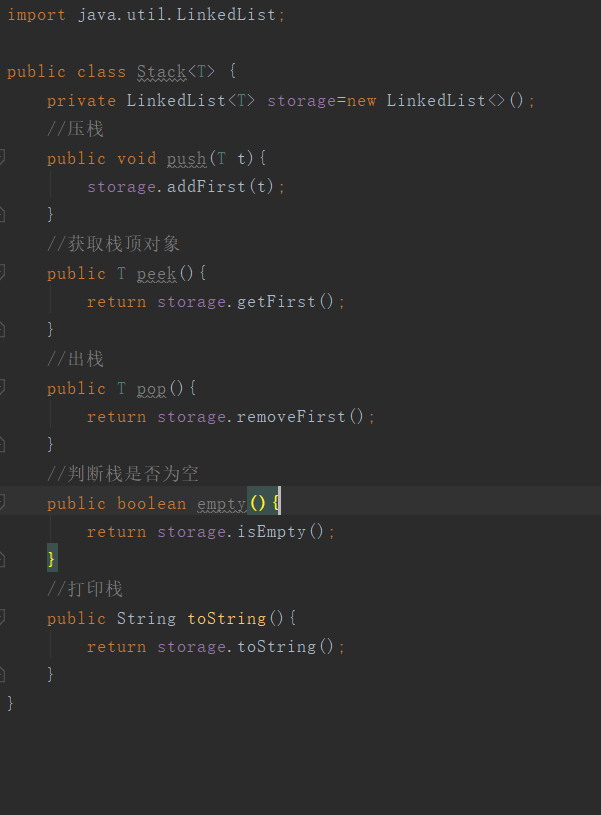 import java.util.LinkedList;
public class Stack<T> {
private LinkedList<T> storage=new LinkedList<>();
//压栈
public void push(T t){
storage.addFirst(t);
}
//获取栈顶对象
public T peek(){
return storage.getFirst();
}
//出栈
public T pop(){
return storage.removeFirst();
}
//判断栈是否为空
public boolean empty(){
return storage.isEmpty();
}
//打印栈
public String toString(){
return storage.toString();
}
}